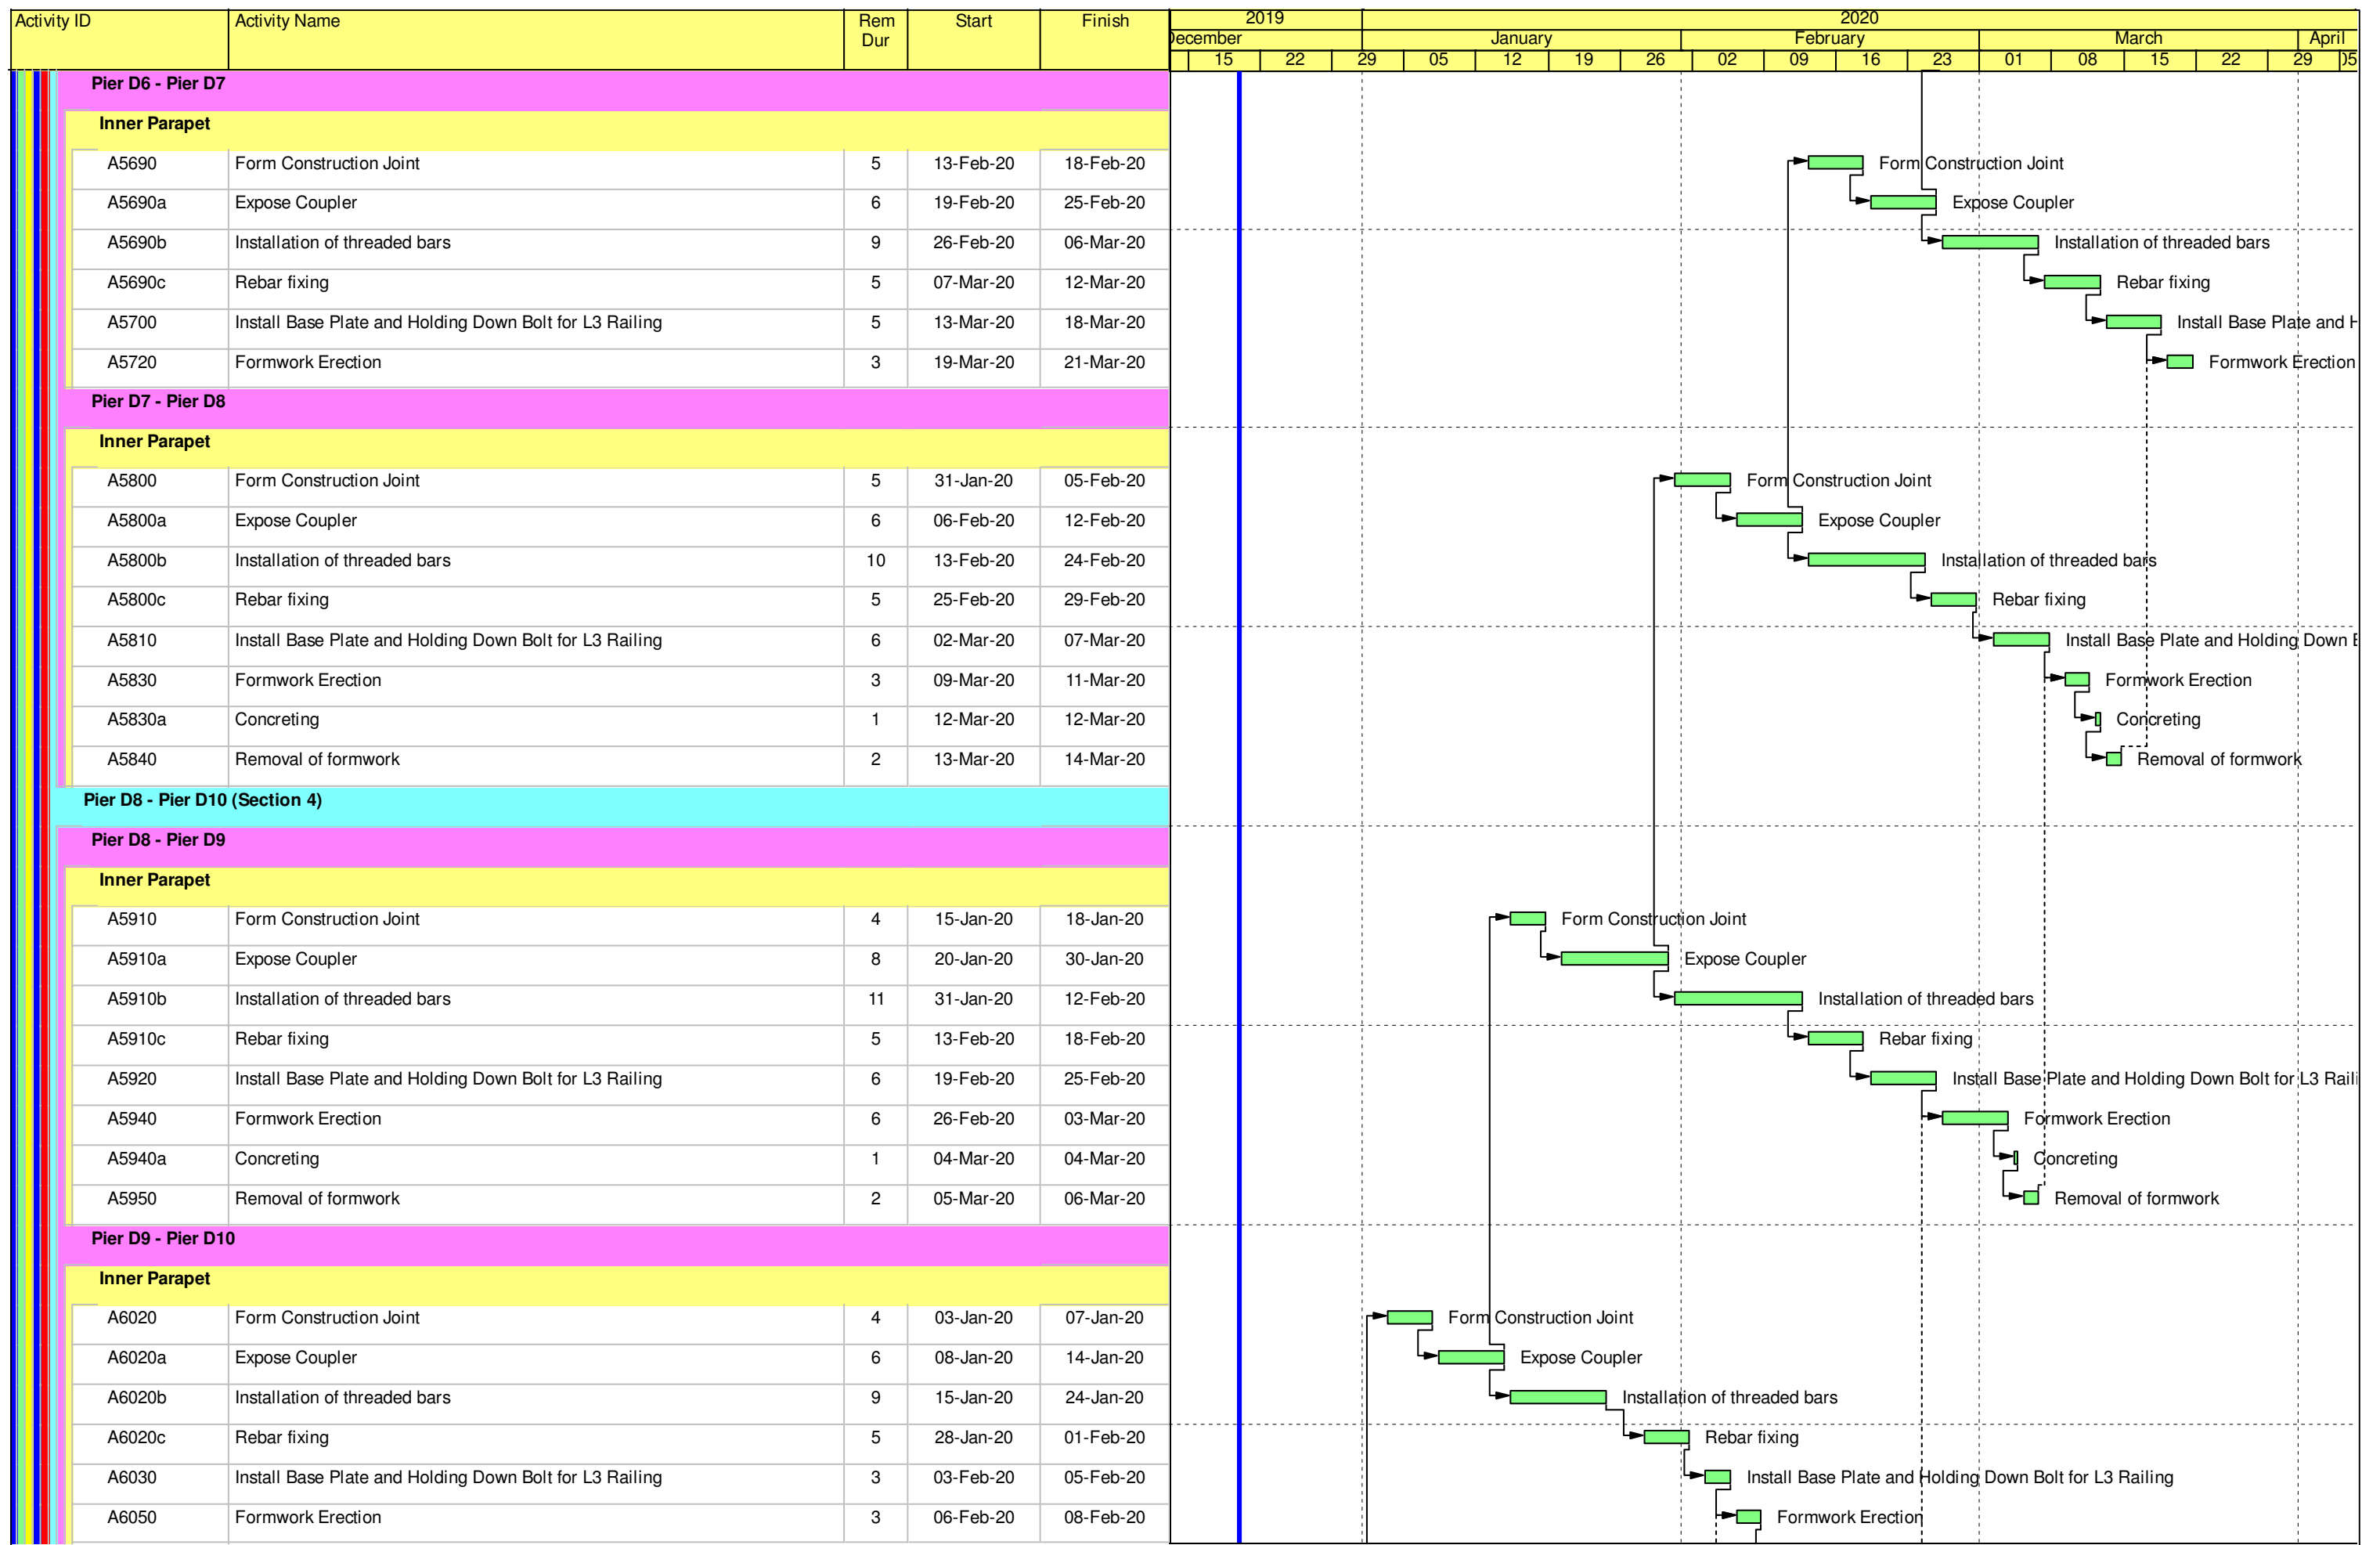 Activity ID Activity Name Rem Dur Start Finish
2019 2020
December January February March April
15 22 29 05 12 19 26 02 09 16 23 01 08 15 22 29 05
Pier D6 - Pier D7
Inner Parapet
A5690 Form Construction Joint 5 13-Feb-20 18-Feb-20 Form Construction Joint
A5690a Expose Coupler 6 19-Feb-20 25-Feb-20 Expose Coupler
A5690b Installation of threaded bars 9 26-Feb-20 06-Mar-20 Installation of threaded bars
A5690c Rebar fixing 5 07-Mar-20 12-Mar-20 Rebar fixing
A5700 Install Base Plate and Holding Down Bolt for L3 Railing 5 13-Mar-20 18-Mar-20 Install Base Plate and H
A5720 Formwork Erection 3 19-Mar-20 21-Mar-20 Formwork Erection
Pier D7 - Pier D8
Inner Parapet
A5800 Form Construction Joint 5 31-Jan-20 05-Feb-20 Form Construction Joint
A5800a Expose Coupler 6 06-Feb-20 12-Feb-20 Expose Coupler
A5800b Installation of threaded bars 10 13-Feb-20 24-Feb-20 Installation of threaded bars
A5800c Rebar fixing 5 25-Feb-20 29-Feb-20 Rebar fixing
A5810 Install Base Plate and Holding Down Bolt for L3 Railing 6 02-Mar-20 07-Mar-20 Install Base Plate and Holding Down
A5830 Formwork Erection 3 09-Mar-20 11-Mar-20 Formwork Erection
A5830a Concreting 1 12-Mar-20 12-Mar-20 Concreting
A5840 Removal of formwork 2 13-Mar-20 14-Mar-20 Removal of formwork
Pier D8 - Pier D10 (Section 4)
Pier D8 - Pier D9
Inner Parapet
A5910 Form Construction Joint 4 15-Jan-20 18-Jan-20 Form Construction Joint
A5910a Expose Coupler 8 20-Jan-20 30-Jan-20 Expose Coupler
A5910b Installation of threaded bars 11 31-Jan-20 12-Feb-20 Installation of threaded bars
A5910c Rebar fixing 5 13-Feb-20 18-Feb-20 Rebar fixing
A5920 Install Base Plate and Holding Down Bolt for L3 Railing 6 19-Feb-20 25-Feb-20 Install Base Plate and Holding Down Bolt for L3 Raili
A5940 Formwork Erection 6 26-Feb-20 03-Mar-20 Formwork Erection
A5940a Concreting 1 04-Mar-20 04-Mar-20 Concreting
A5950 Removal of formwork 2 05-Mar-20 06-Mar-20 Removal of formwork
Pier D9 - Pier D10
Inner Parapet
A6020 Form Construction Joint 4 03-Jan-20 07-Jan-20 Form Construction Joint
A6020a Expose Coupler 6 08-Jan-20 14-Jan-20 Expose Coupler
A6020b Installation of threaded bars 9 15-Jan-20 24-Jan-20 Installation of threaded bars
A6020c Rebar fixing 5 28-Jan-20 01-Feb-20 Rebar fixing
A6030 Install Base Plate and Holding Down Bolt for L3 Railing 3 03-Feb-20 05-Feb-20 Install Base Plate and Holding Down Bolt for L3 Railing
A6050 Formwork Erection 3 06-Feb-20 08-Feb-20 Formwork Erection